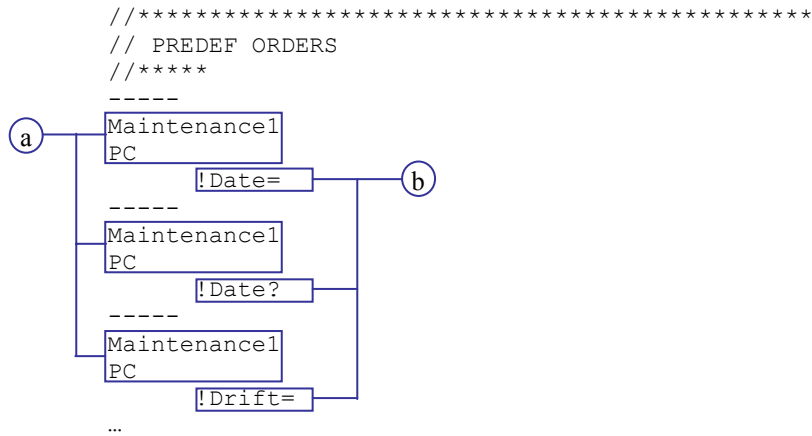 //***********************************************
// PREDEF ORDERS
//*****
-----
a
Maintenance1
PC
!Date=
b
-----
Maintenance1
PC
!Date?
-----
Maintenance1
PC
!Drift=
…